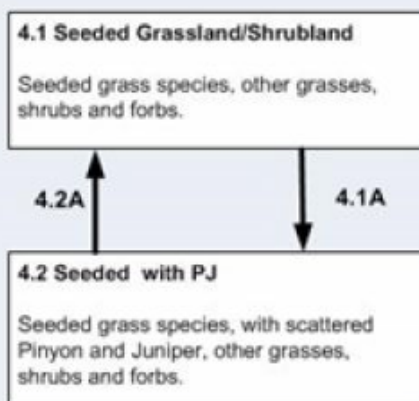 4.1 Seeded Grassland/Shrubland
Seeded grass species, other grasses,
shrubs and forbs.
4.2A
4.1A
4.2 Seeded with PJ
Seeded grass species, with scattered
Pinyon and Juniper, other grasses,
shrubs and forbs.